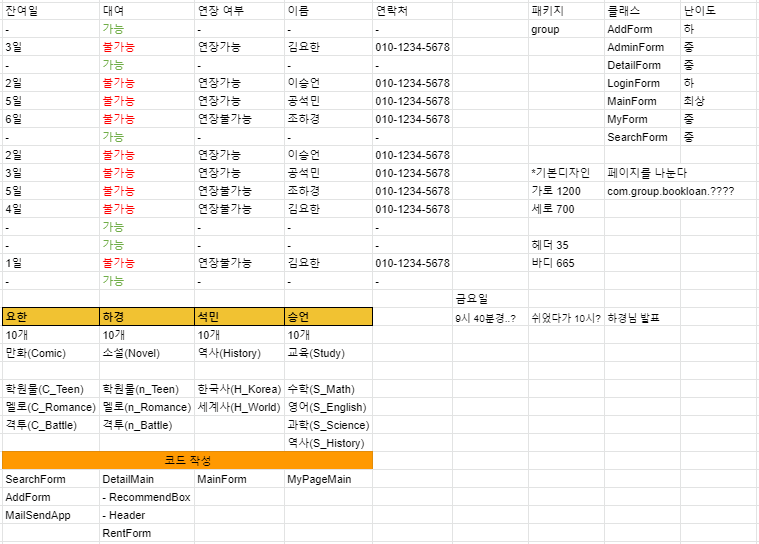 잔여일 대여 연장 여부 이름 연락처 패키지 클래스 난이도
- 가능 - - - group AddForm 하
3일 불가능 연장가능 김요한 010-1234-5678 AdminForm 좋
- 가능 - - - DetailForm 좋
2일 불가능 연장가능 이승언 010-1234-5678 LoginForm 하
5일 불가능 연장가능 공석민 010-1234-5678 MainForm 최상
6일 불가능 연장불가능 조하경 010-1234-5678 MyForm 좋
- 가능 - - - SearchForm 좋
2일 불가능 연장가능 이승언 010-1234-5678
3일 불가능 연장가능 공석민 010-1234-5678 *기본디자인 페이지를 나눈다
5일 불가능 연장불가능 조하경 010-1234-5678 가로 1200 com.group.bookloan.????
4일 불가능 연장불가능 김요한 010-1234-5678 세로 700
- 가능 - - -
- 가능 - - - 헤더 35
1일 불가능 연장불가능 김요한 010-1234-5678 바디 665
- 가능 - - -
금요일
요한 하경 석민 승언 9시 40분경..? 쉬었다가 10시? 하경님 발표
10개 10개 10개 10개
만화(Comic) 소설(Novel) 역사(History) 교육(Study)
학원물(C_Teen) 학원물(n_Teen) 한국사(H_Korea) 수학(S_Math)
멜로(C_Romance) 멜로(n_Romance) 세계사(H_World) 영어(S_English)
격투(C_Battle) 격투(n_Battle) 과학(S_Science)
역사(S_History)
코드 작성
SearchForm DetailMain MainForm MyPageMain
AddForm - RecommendBox
MailSendApp - Header
RentForm